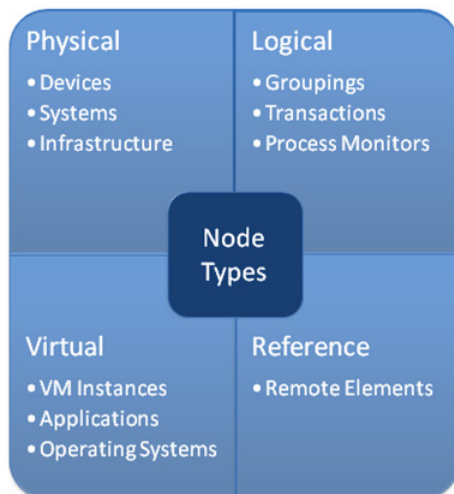 Physical
• Devices
• Systems
• Infrastructure
Logical
• Groupings
• Transactions
• Process Monitors
Node
Types
Virtual
• VM Instances
• Applications
• Operating Systems
Reference
• Remote Elements